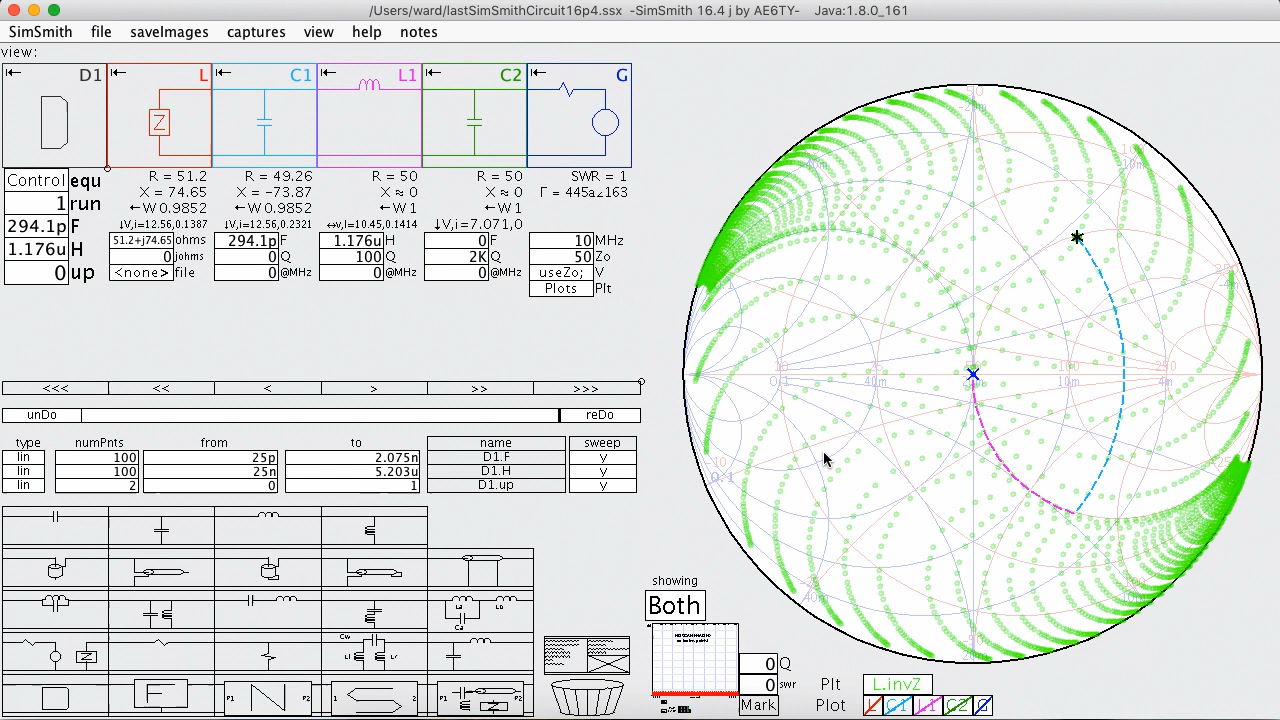 /Users/ward/lastSimSmithCircuit16p4.ssx -SimSmith 16.4 j by AE6TY- Java:1.8.0_161
SimSmith file saveImages captures view help notes
view:
D1 L C1 L1 C2 G
Z
Control equ
1 run
294.1p F
1.176u H
0 up
R = 51.2
X = 74.65
←W 0.9852
51.2+j74.65 ohms
0 johms
<none> file
R = 49.26
X = -73.87
←W 0.9852
↓V,i=12.56,0.2321
294.1p F
0 Q
0 @MHz
R = 50
≈ 0
←W 1
↔v,i=10.45,0.1414
1.176u H
100 Q
0 @MHz
R = 50
X ≈ 0
←W 1
↓V,i=7.071,0
0 F
2K Q
0 @MHz
SWR = 1
10 MHz
50 Zo
useZo; V
Plots Plt
<<< << < > >> >>>
unDo reDo
type numPnts from to name sweep
lin 100 25p 2.075n D1.F y
lin 100 25n 5.203u D1.H y
lin 2 0 1 D1.up y
showing
Both
0 Q
0 swr
Mark
Plt L.invZ
Plot L C1 L1 C2 G